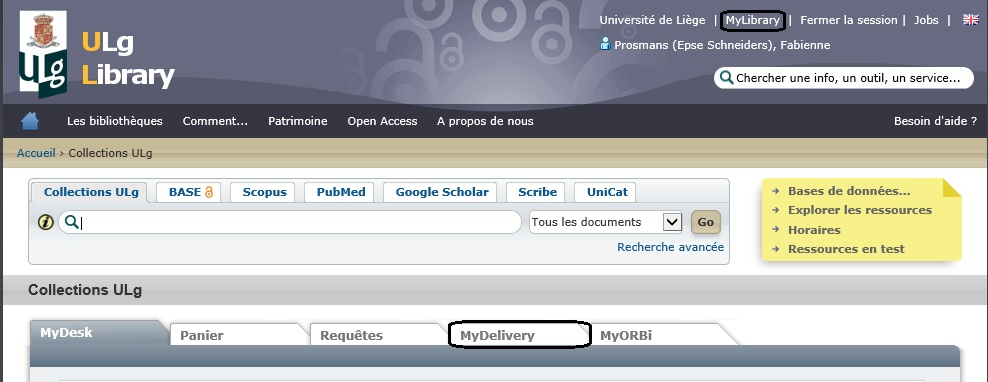 Université de Liège | MyLibrary | Fermer la session | Jobs |
Prosmans (Epse Schneiders), Fabienne
ULg
ULg
Library
Chercher une info, un outil, un service...
Les bibliothèques Comment... Patrimoine Open Access A propos de nous Besoin d'aide ?
Accueil › Collections ULg
Collections ULg BASE Scopus PubMed Google Scholar Scribe UniCat
Tous les documents Go
Recherche avancée
Bases de données...
Explorer les ressources
Horaires
Ressources en test
Collections ULg
MyDesk Panier Requêtes MyDelivery MyORBi